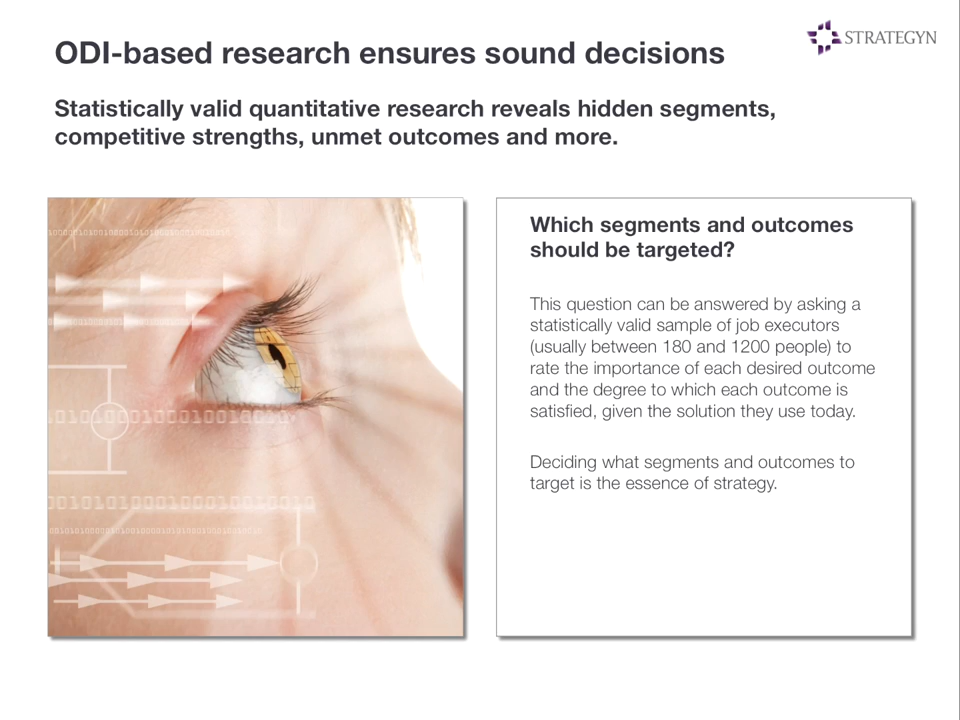 ODI-based research ensures sound decisions
STRATEGYN
Statistically valid quantitative research reveals hidden segments,
competitive strengths, unmet outcomes and more.
Which segments and outcomes
should be targeted?
This question can be answered by asking a
statistically valid sample of job executors
(usually between 180 and 1200 people) to
rate the importance of each desired outcome
and the degree to which each outcome is
satisfied, given the solution they use today.
Deciding what segments and outcomes to
target is the essence of strategy.